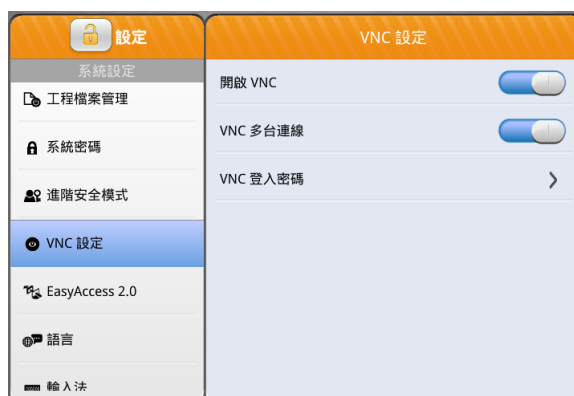 設定
系統設定
工程檔案管理
系統密碼
進階安全模式
VNC 設定
EasyAccess 2.0
語言
輸入法
VNC 設定
開啟 VNC
VNC 多台連線
VNC 登入密碼